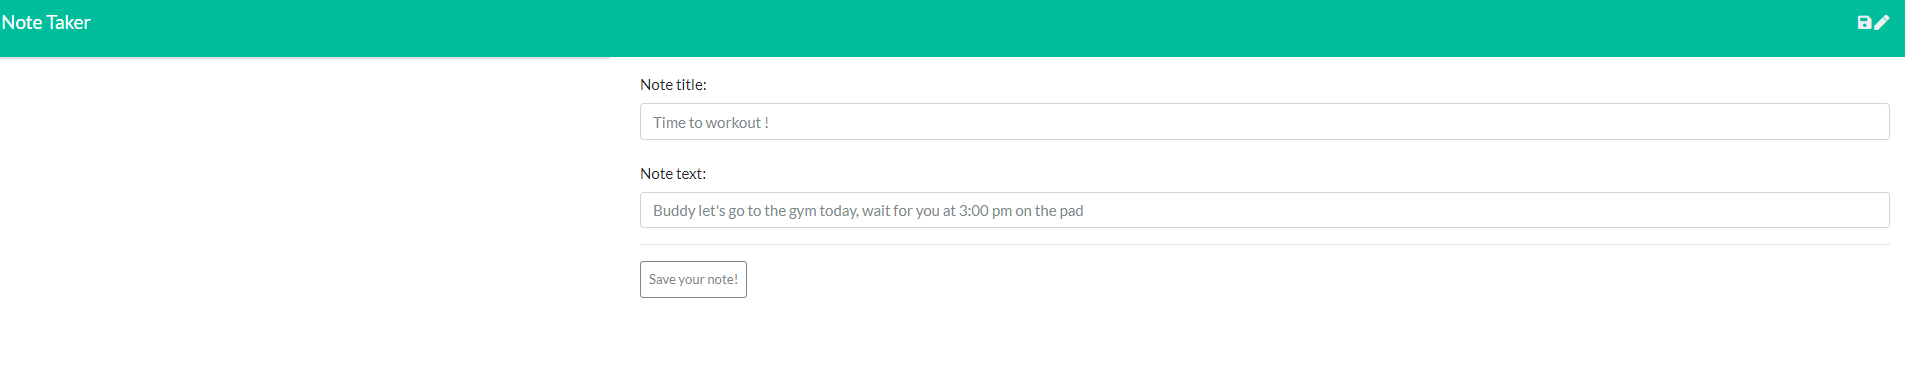 Note Taker
Note title:
Time to workout !
Note text:
Buddy let's go to the gym today, wait for you at 3:00 pm on the pad
Save your note!